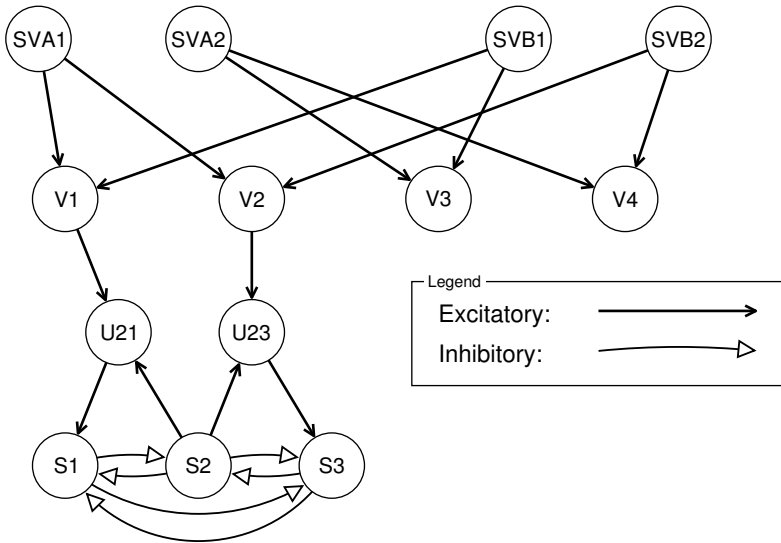 SVA1 SVA2 SVB1 SVB2
V1 V2 V3 V4
Legend
Excitatory:
Inhibitory:
U21 U23
S1 S2 S3